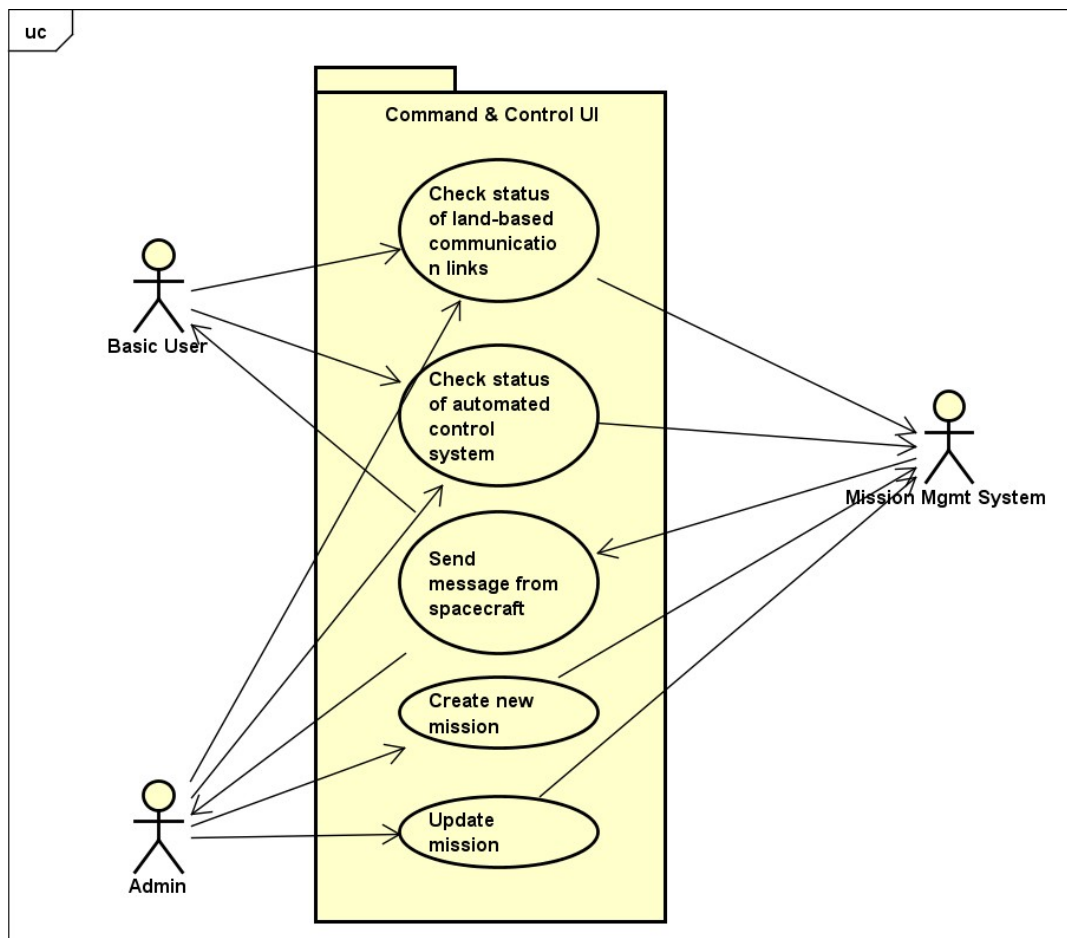 uc
Command & Control UI
Check status
of land-based
communicatio
n links
Basic User
Check status
of automated
control
system
Mission Mgmt System
Send
message from
spacecraft
Create new
mission
Update
mission
Admin